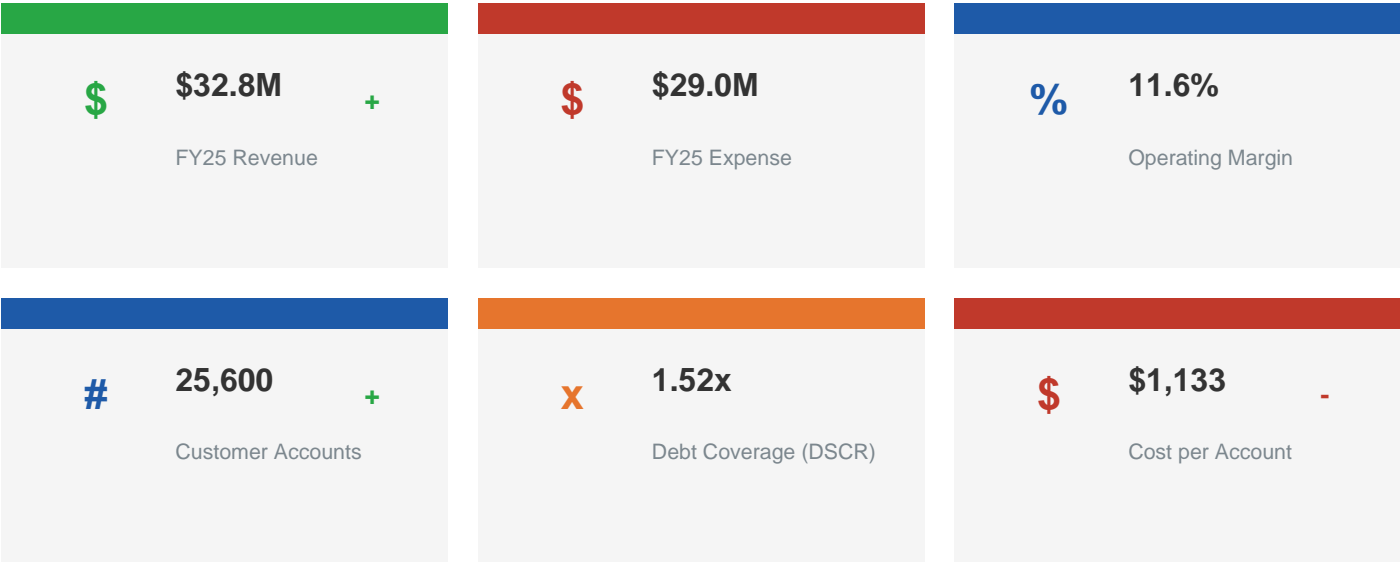 $ $32.8M +
FY25 Revenue
$ $29.0M
FY25 Expense
% 11.6%
Operating Margin
# 25,600 +
Customer Accounts
x 1.52x
Debt Coverage (DSCR)
$ $1,133 -
Cost per Account